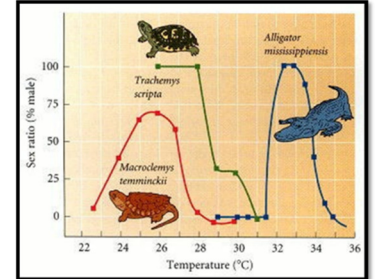 Alligator
mississippiensis
Trachemys
scripta
Macroclemys
temminckii
Sex ratio (% male)
100
75
50
25
0
22 24 26 28 30 32 34 36
Temperature (°C)